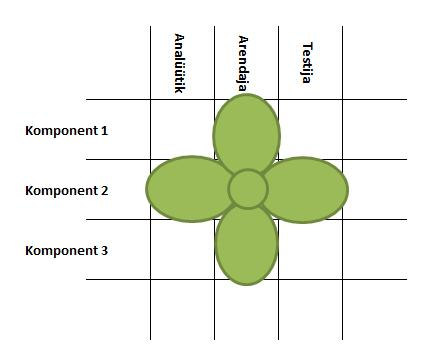 Analüütik
Arendaja
Testija
Komponent 1
Komponent 2
Komponent 3